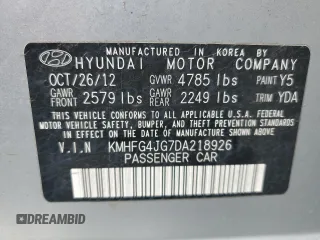 MANUFACTURED IN KOREA BY
HYUNDAI MOTOR COMPANY
OCT/26/12 GVWR 4785 lbs PAINT Y5
GAWR FRONT 2579 lbs GAWR REAR 2249 lbs TRIM YDA
THIS VEHICLE CONFORMS TO ALL APPLICABLE
U.S FEDERAL MOTOR VEHICLE SAFETY, BUMPER,
AND THEFT PREVENTION STANDARDS IN EFFECT
ON THE DATE OF MANUFACTURE SHOWN ABOVE.
V.I.N KMHFG4JG7DA218926
PASSENGER CAR
© DEALERBID